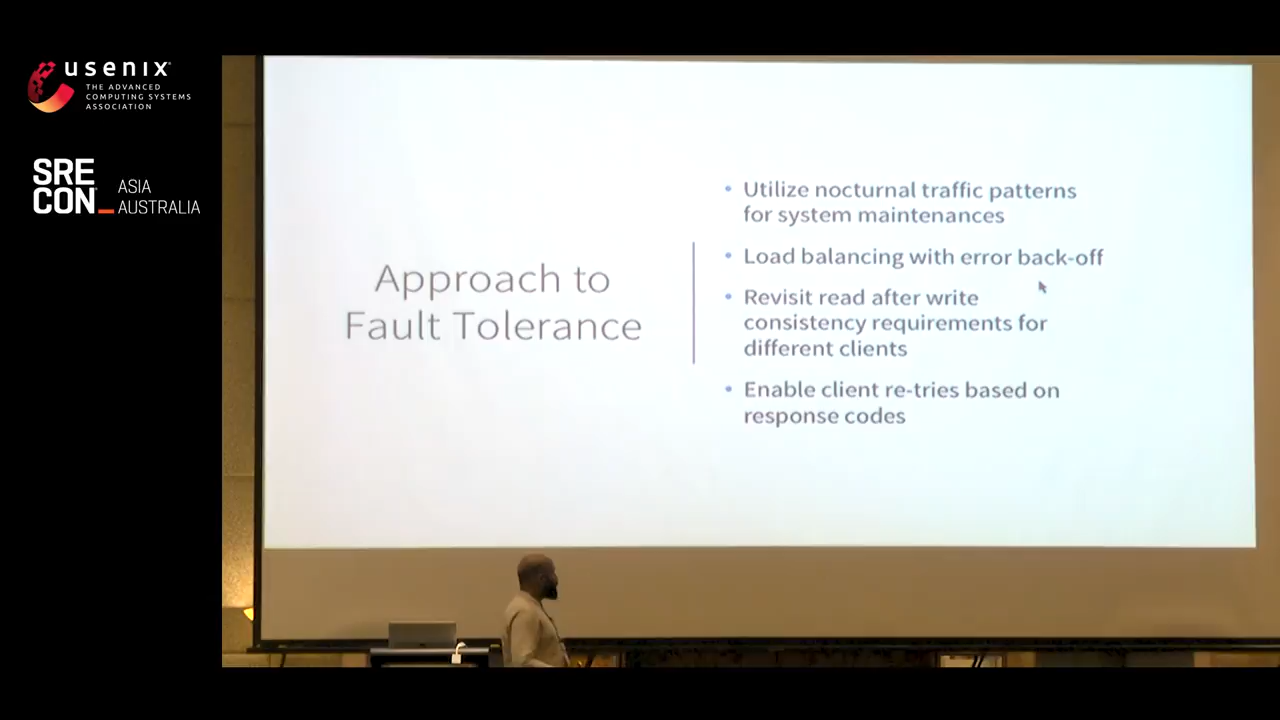 usenix
THE ADVANCED
COMPUTING SYSTEMS
ASSOCIATION
SRE
CON
ASIA
AUSTRALIA
Approach to
Fault Tolerance
• Utilize nocturnal traffic patterns
for system maintenances
• Load balancing with error back-off
• Revisit read after write
consistency requirements for
different clients
• Enable client re-tries based on
response codes